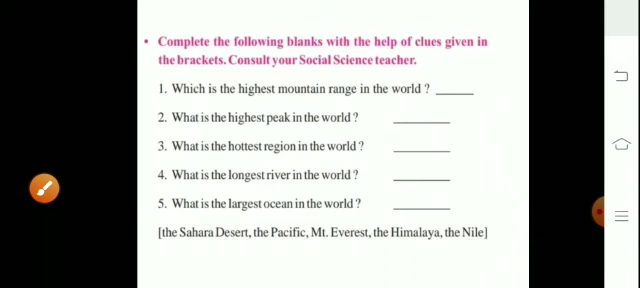 • Complete the following blanks with the help of clues given in
the brackets. Consult your Social Science teacher.
1. Which is the highest mountain range in the world ? ______
2. What is the highest peak in the world ? ______
3. What is the hottest region in the world ? ______
4. What is the longest river in the world ? ______
5. What is the largest ocean in the world ? ______
[the Sahara Desert, the Pacific, Mt. Everest, the Himalaya, the Nile]